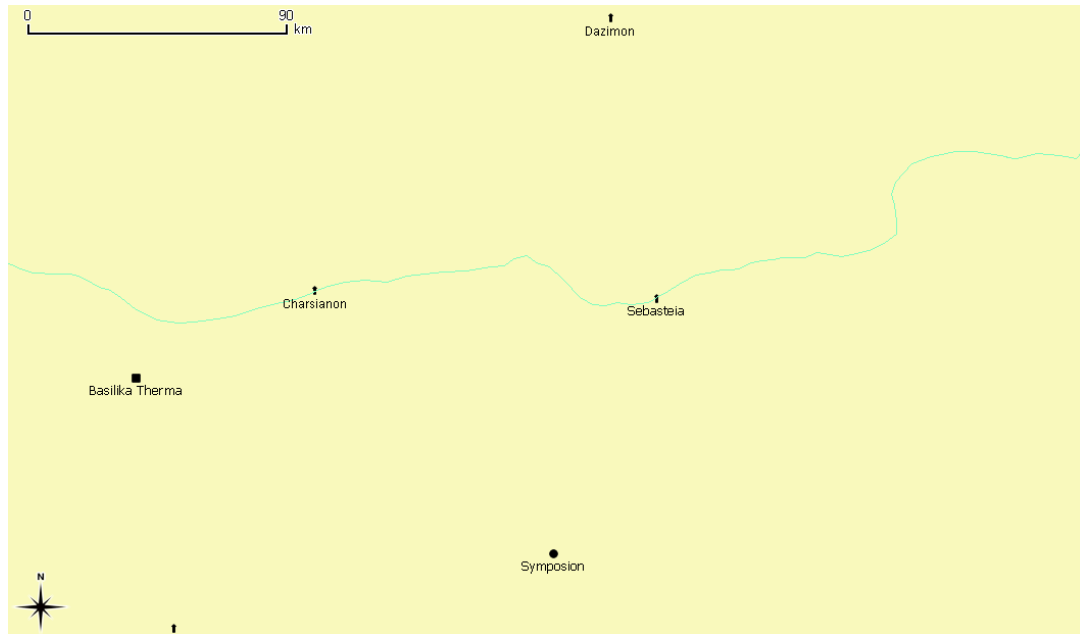 0 90
km
Dazimon
Charsianon
Sebasteia
Basilika Therma
Symposion
N